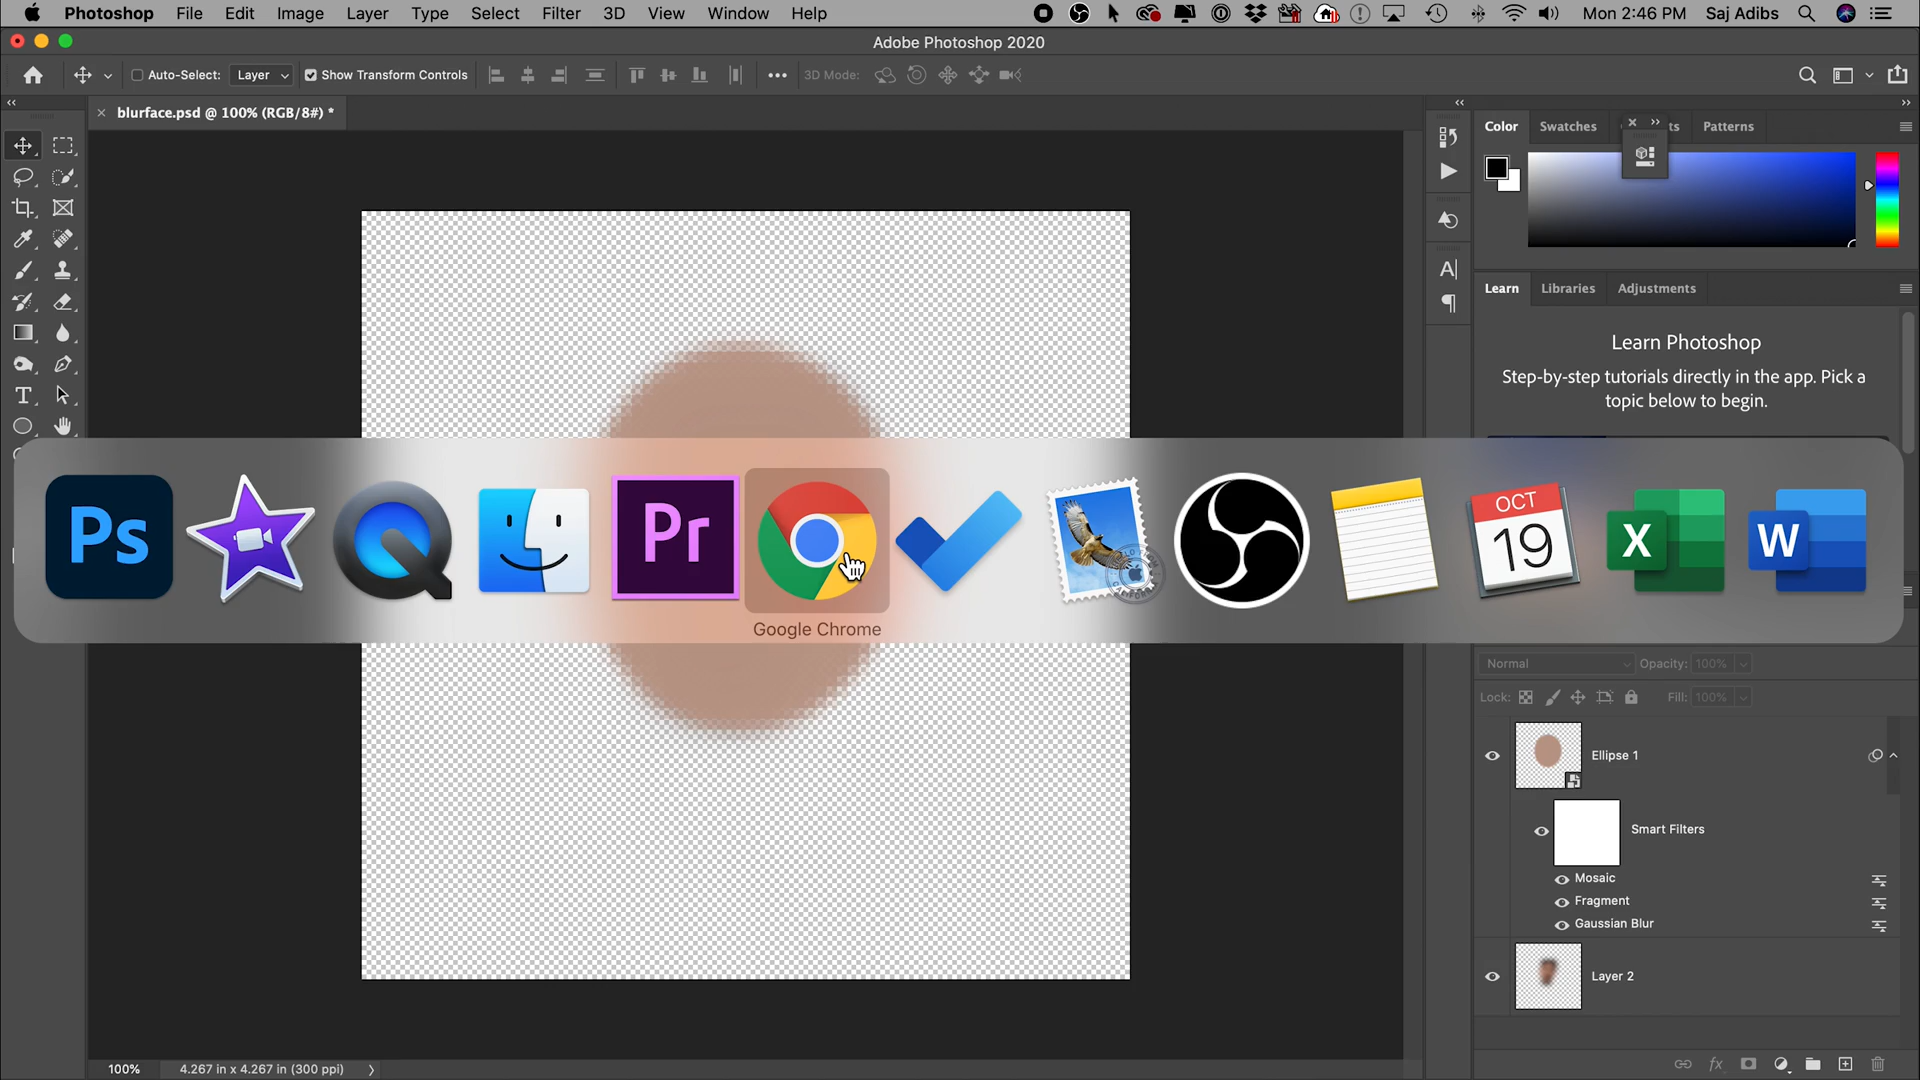 Photoshop File Edit Image Layer Type Select Filter 3D View Window Help Mon 2:46 PM Saj Adibs
Adobe Photoshop 2020
Auto-Select: Layer Show Transform Controls 3D Mode:
blurface.psd @ 100% (RGB/8#) *
Color Swatches Patterns
Learn Libraries Adjustments
Learn Photoshop
Step-by-step tutorials directly in the app. Pick a
topic below to begin.
Ps
Pr
OCT
19
X
W
Google Chrome
Normal Opacity: 100%
Lock: Fill: 100%
Ellipse 1
Smart Filters
Mosaic
Fragment
Gaussian Blur
Layer 2
100% 4.267 in x 4.267 in (300 ppi)